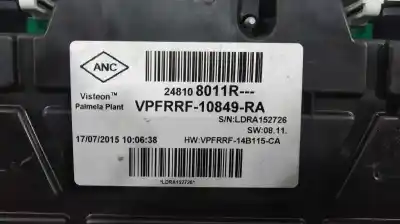 ANC
24810 8011R---
Visteon™
Palmela Plant
VPFRRF-10849-RA
S/N:LDRA152726
SW:08.11.
17/07/2015 10:06:38
HW:VPFRRF-14B115-CA
*LDRA152726*